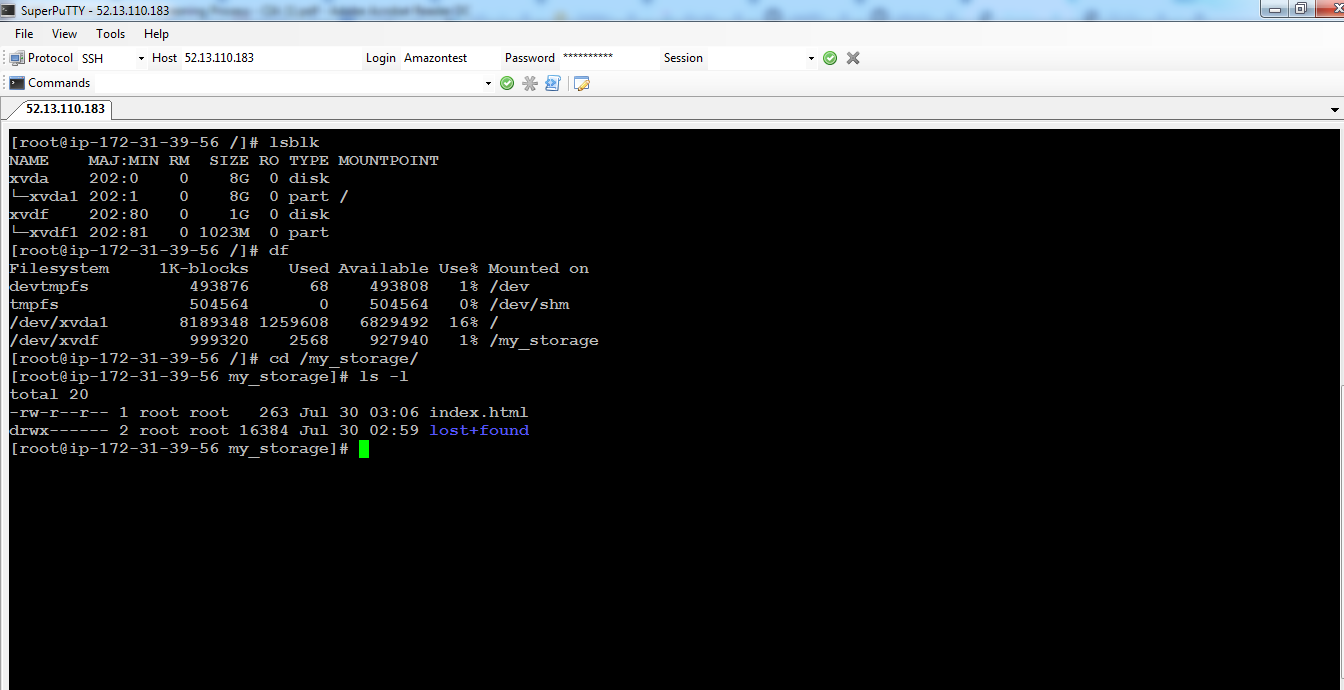 SuperPuTTY - 52.13.110.183
File View Tools Help
Protocol SSH Host 52.13.110.183 Login Amazontest Password ********** Session
Commands
52.13.110.183
[root@ip-172-31-39-56 /]# lsblk
NAME    MAJ:MIN RM  SIZE RO TYPE MOUNTPOINT
xvda    202:0    0    8G  0 disk
└─xvda1 202:1    0    8G  0 part /
xvdf    202:80   0    1G  0 disk
└─xvdf1 202:81   0 1023M  0 part
[root@ip-172-31-39-56 /]# df
Filesystem     1K-blocks    Used Available Use% Mounted on
devtmpfs          493876      68    493808   1% /dev
tmpfs             504564       0    504564   0% /dev/shm
/dev/xvda1       8189348 1259608   6829492  16% /
/dev/xvdf         999320    2568    927940   1% /my_storage
[root@ip-172-31-39-56 /]# cd /my_storage/
[root@ip-172-31-39-56 my_storage]# ls -l
total 20
-rw-r--r-- 1 root root   263 Jul 30 03:06 index.html
drwx------ 2 root root 16384 Jul 30 02:59 lost+found
[root@ip-172-31-39-56 my_storage]#